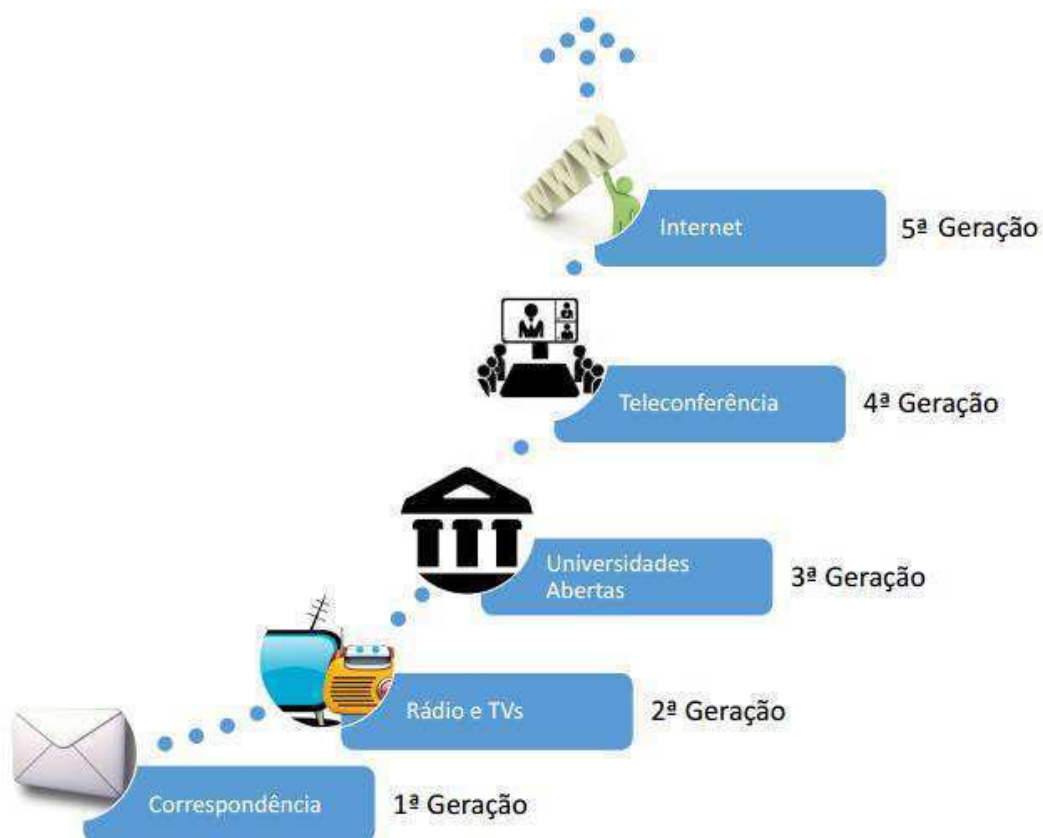 WWW
Internet
5ª Geração
Teleconferência
4ª Geração
Universidades
Abertas
3ª Geração
Rádio e TVs
2ª Geração
Correspondência
1ª Geração